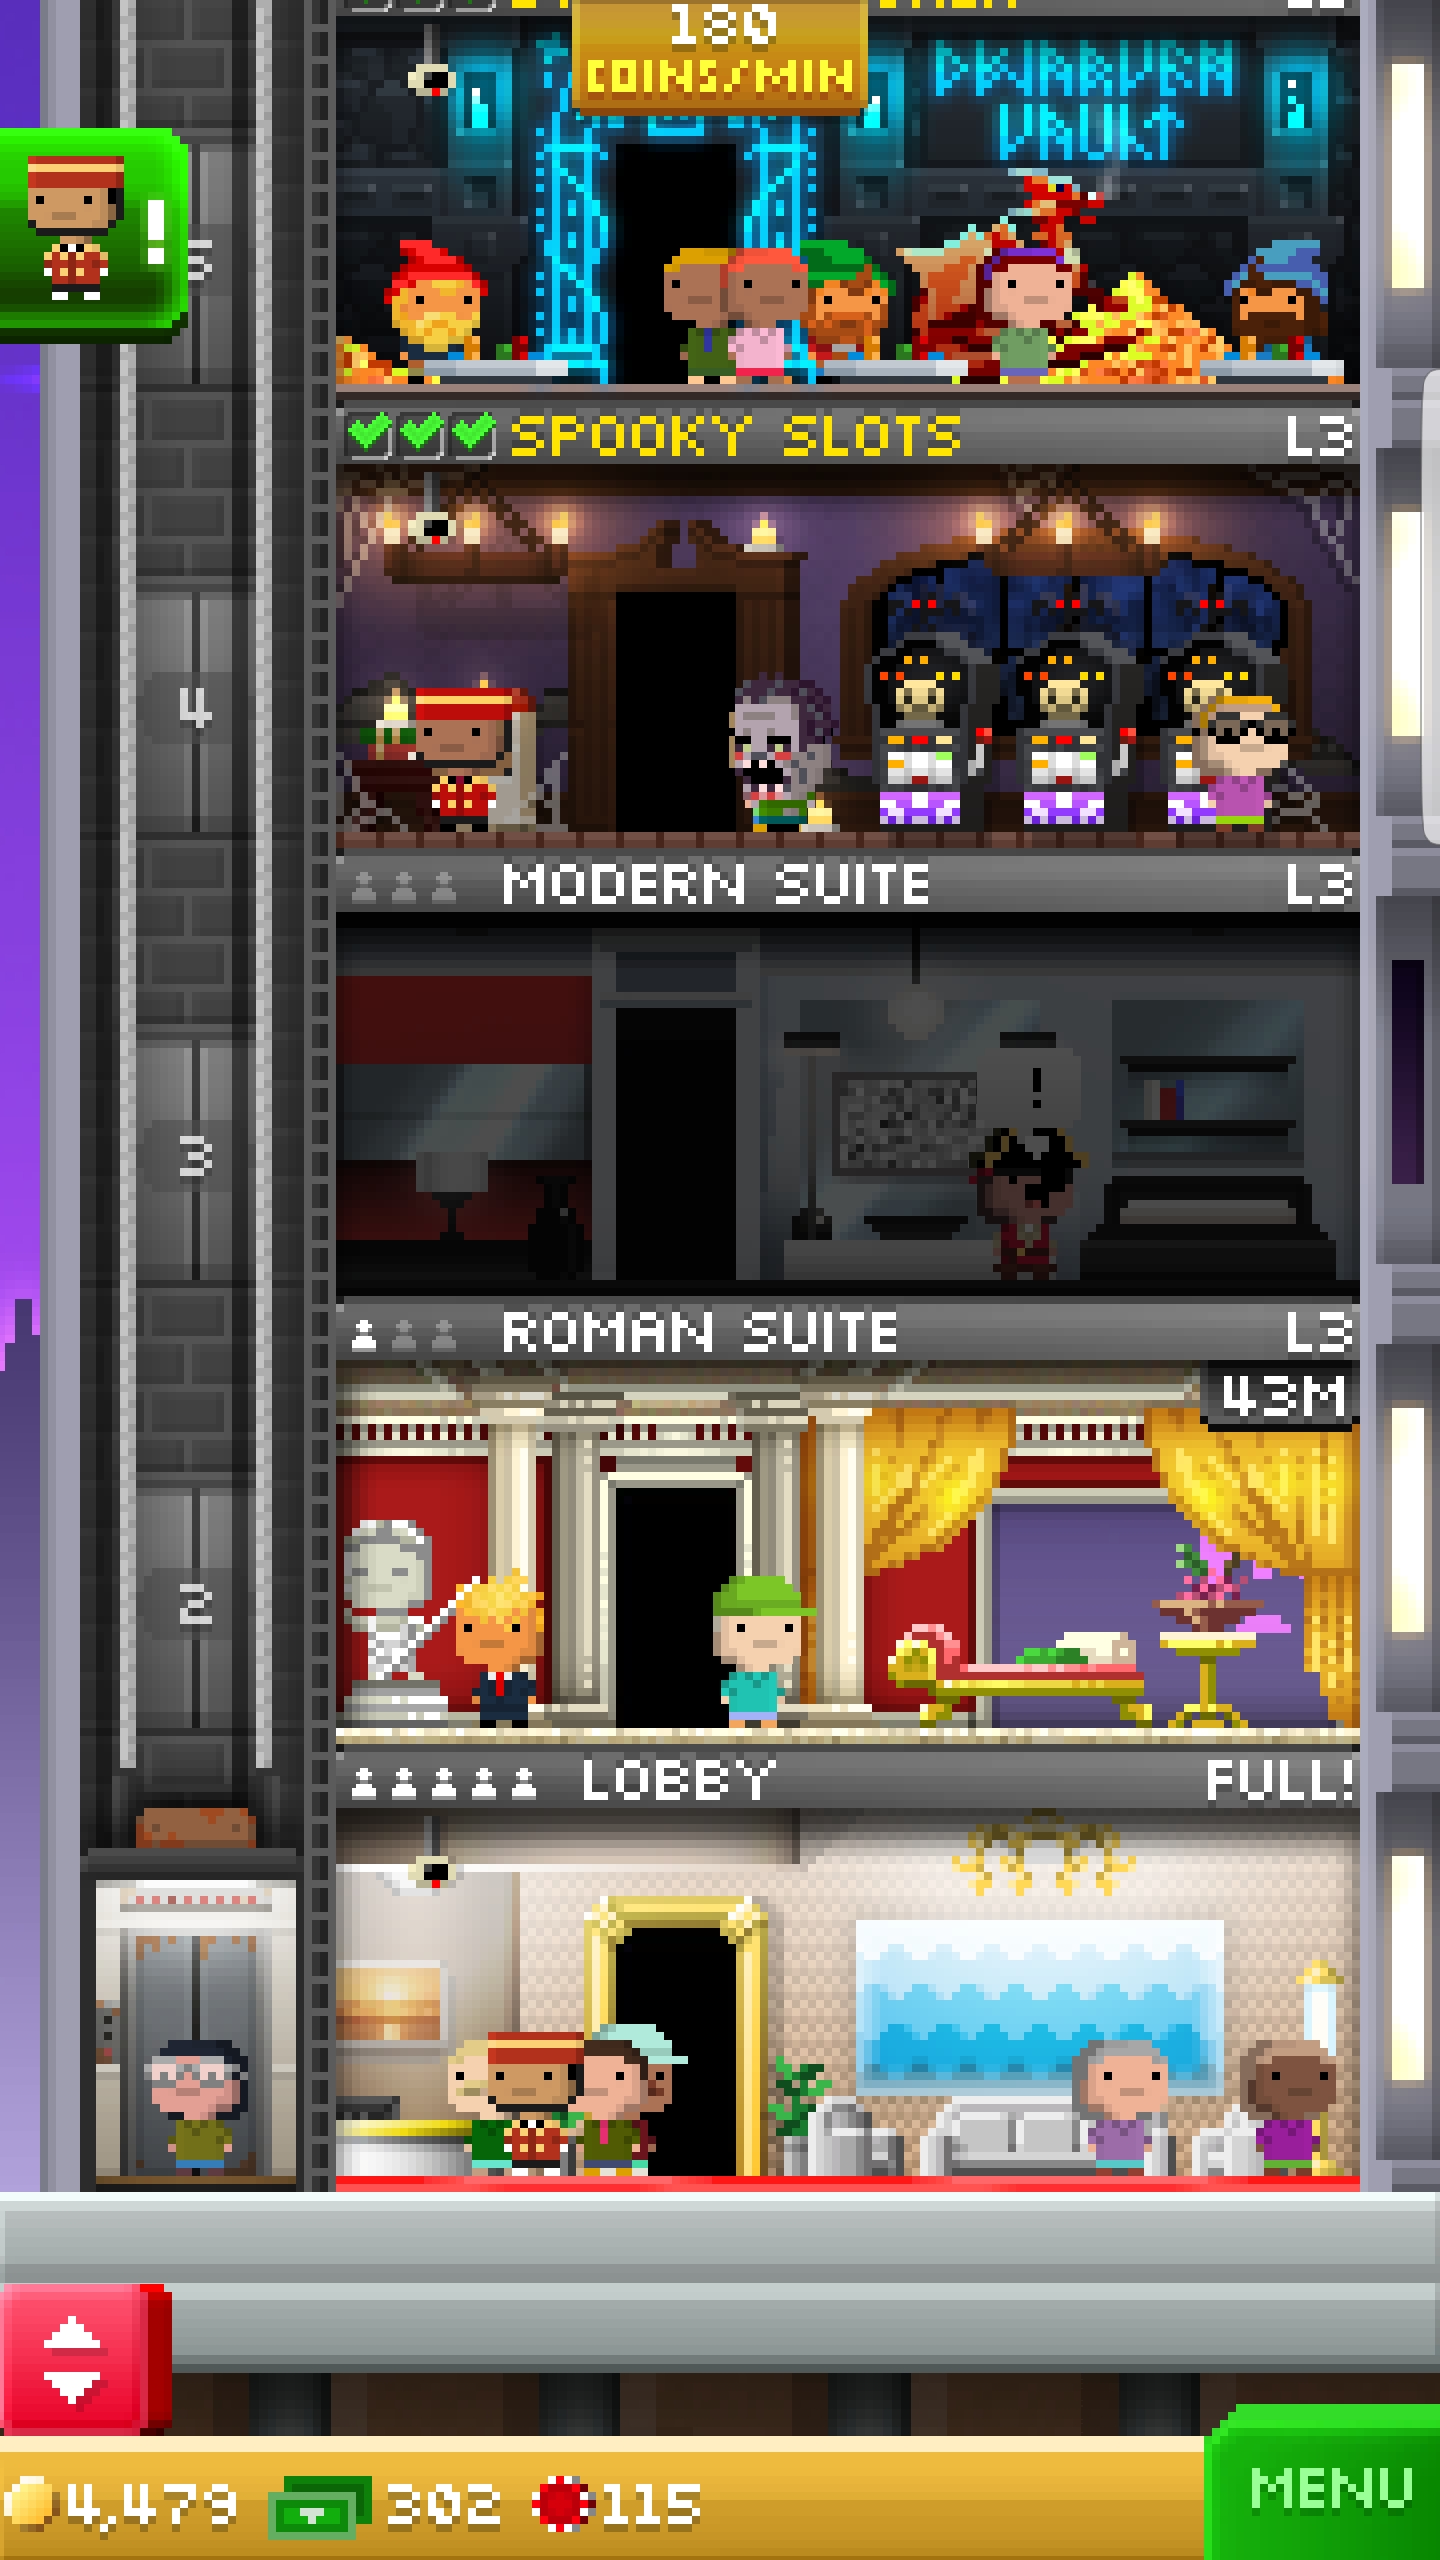 180
COINS/MIN
DWARVEN
VAULT
!
5
SPOOKY SLOTS L3
4
MODERN SUITE L3
!
3
ROMAN SUITE L3
43M
2
LOBBY FULL!
4,479 302 115
MENU